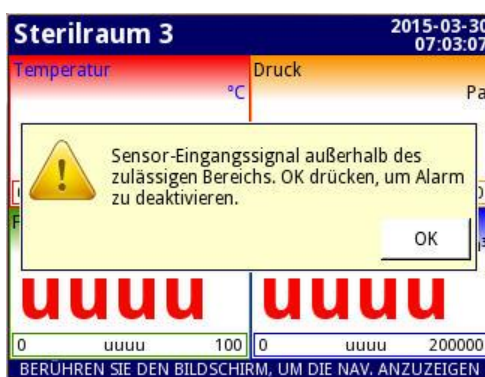 Sterilraum 3
2015-03-30
07:03:07
Temperatur
°C
Druck
Pa
Sensor-Eingangssignal außerhalb des
zulässigen Bereichs. OK drücken, um Alarm
zu deaktivieren.
OK
uuuu uuuu
0 uuuu 100 0 uuuu 200000
BERÜHREN SIE DEN BILDSCHIRM, UM DIE NAV. ANZUZEIGEN